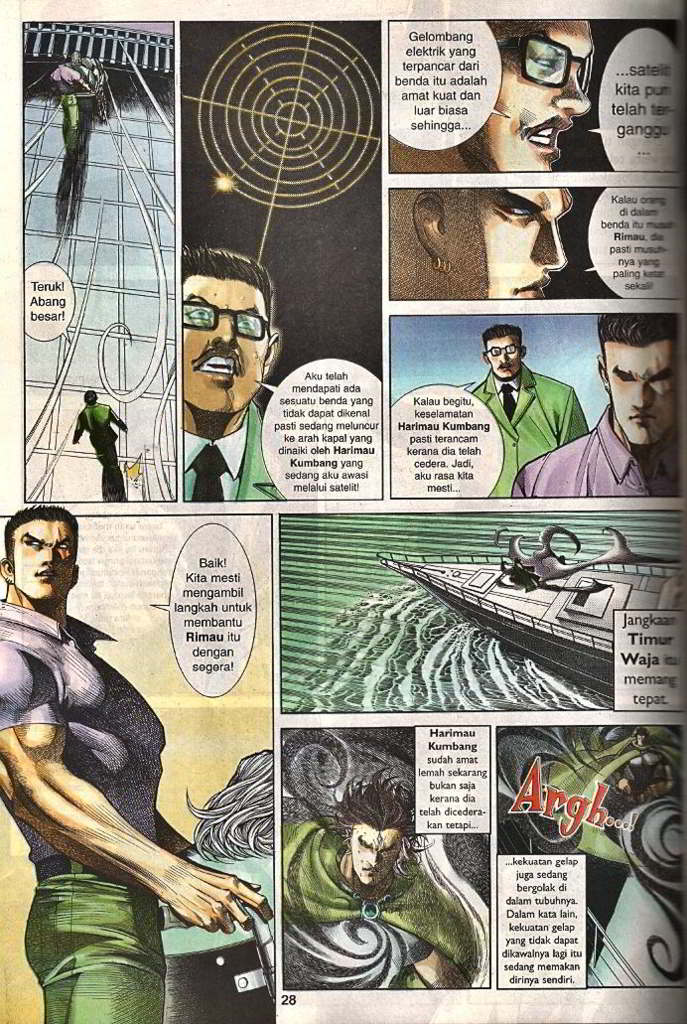 Teruk!
Abang
besar!
Aku telah
mendapati ada
sesuatu benda yang
tidak dapat dikenal
pasti sedang meluncur
ke arah kapal yang
dinaiki oleh Harimau
Kumbang yang
sedang aku awasi
melalui satelit!
Gelombang
elektrik yang
terpancar dari
benda itu adalah
amat kuat dan
luar biasa
sehingga...
...satelit
kita pun
telah ter-
ganggu
...
Kalau orang
di dalam
benda itu musuh
Rimau, dia
pasti musuh-
nya yang
paling ketat
sekali!
Kalau begitu,
keselamatan
Harimau Kumbang
pasti terancam
kerana dia telah
cedera. Jadi,
aku rasa kita
mesti...
Baik!
Kita mesti
mengambil
langkah untuk
membantu
Rimau itu
dengan
segera!
Jangkaan
Timur
Waja itu
memang
tepat.
Harimau
Kumbang
sudah amat
lemah sekarang
bukan saja
kerana dia
telah dicedera-
kan tetapi...
Argh...!
...kekuatan gelap
juga sedang
bergolak di
dalam tubuhnya.
Dalam kata lain,
kekuatan gelap
yang tidak dapat
dikawalnya lagi itu
sedang memakan
dirinya sendiri.
28